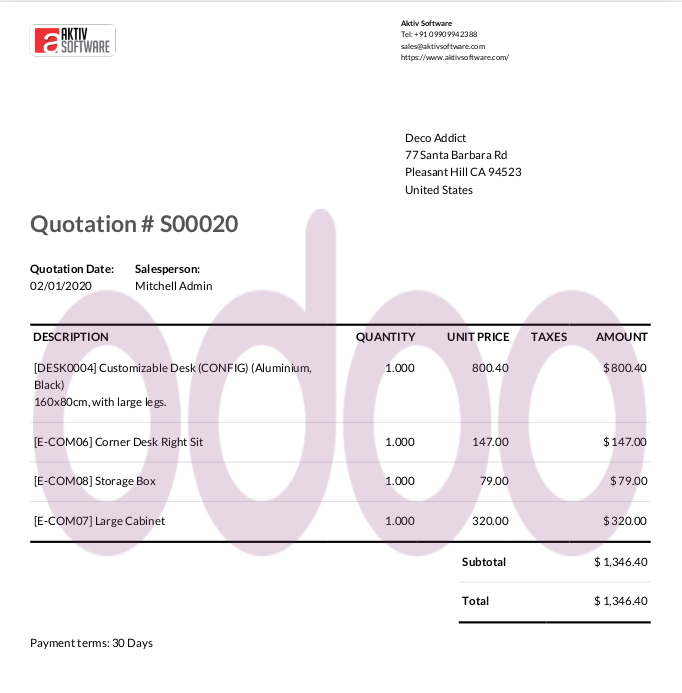 AKTIV
SOFTWARE
Aktiv Software
Tel: +91 09909942388
sales@aktivsoftware.com
https://www.aktivsoftware.com/
Deco Addict
77 Santa Barbara Rd
Pleasant Hill CA 94523
United States
Quotation # S00020
Quotation Date: Salesperson:
02/01/2020 Mitchell Admin
odoo
DESCRIPTION QUANTITY UNIT PRICE TAXES AMOUNT
[DESK0004] Customizable Desk (CONFIG) (Aluminium, 1.000 800.40 $ 800.40
Black)
160x80cm, with large legs.
[E-COM06] Corner Desk Right Sit 1.000 147.00 $ 147.00
[E-COM08] Storage Box 1.000 79.00 $ 79.00
[E-COM07] Large Cabinet 1.000 320.00 $ 320.00
Subtotal $ 1,346.40
Total $ 1,346.40
Payment terms: 30 Days